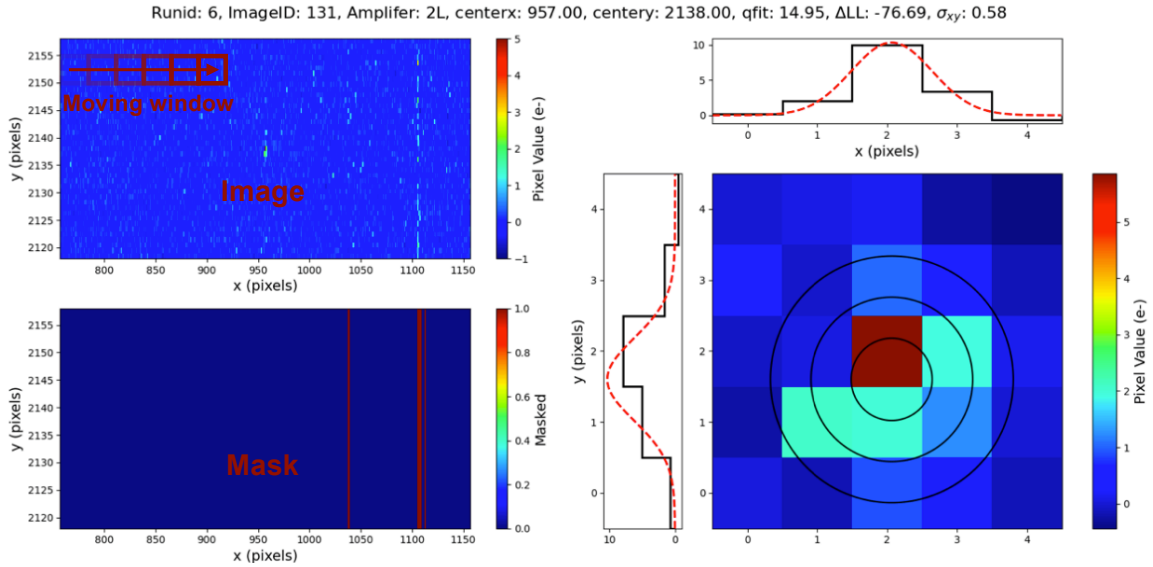 Runid: 6, ImageID: 131, Amplifer: 2L, centerx: 957.00, centery: 2138.00, qfit: 14.95, ΔLL: -76.69, σxy: 0.58
2155
2150
2145
2140
2135
2130
2125
2120
y (pixels)
Moving window
Image
800 850 900 950 1000 1050 1100 1150
x (pixels)
5
4
3
2
1
0
−1
Pixel Value (e-)
10
5
0
0 1 2 3 4
x (pixels)
2155
2150
2145
2140
2135
2130
2125
2120
y (pixels)
Mask
800 850 900 950 1000 1050 1100 1150
x (pixels)
1.0
0.8
0.6
0.4
0.2
0.0
Masked
4
3
2
1
0
y (pixels)
10 0
4
3
2
1
0
0 1 2 3 4
5
4
3
2
1
0
Pixel Value (e-)